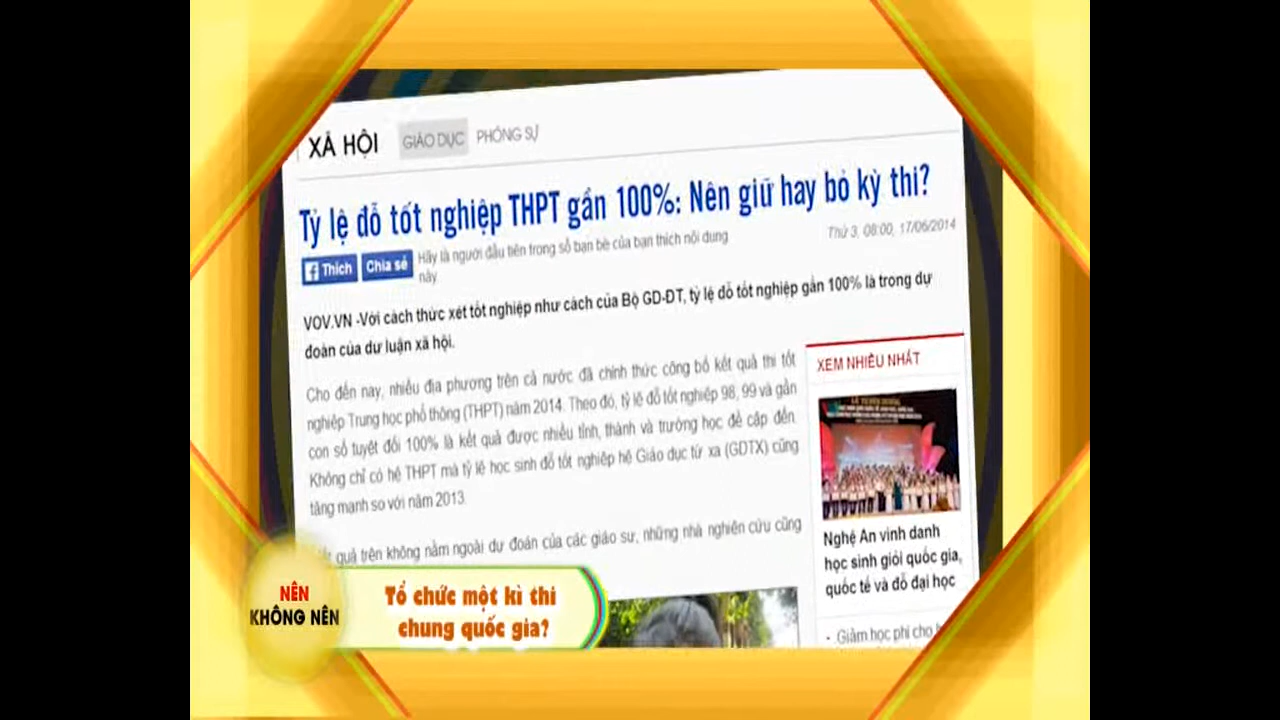 XÃ HỘI GIÁO DỤC PHÓNG SỰ
Tỷ lệ đỗ tốt nghiệp THPT gần 100%: Nên giữ hay bỏ kỳ thi?
Thứ 3, 08:00, 17/06/2014
Thích Chia sẻ Hãy là người đầu tiên trong số bạn bè của bạn thích nội dung
này
VOV.VN -Với cách thức xét tốt nghiệp như cách của Bộ GD-ĐT, tỷ lệ đỗ tốt nghiệp gần 100% là trong dự
đoán của dư luận xã hội.
Cho đến nay, nhiều địa phương trên cả nước đã chính thức công bố kết quả thi tốt
nghiệp Trung học phổ thông (THPT) năm 2014. Theo đó, tỷ lê đỗ tốt nghiệp 98, 99 và gần
con số tuyệt đối 100% là kết quả được nhiều tỉnh, thành và trường học đề cập đến.
Không chỉ có hệ THPT mà tỷ lệ học sinh đỗ tốt nghiệp hệ Giáo dục từ xa (GDTX) cũng
tăng mạnh so với năm 2013.
quả trên không nằm ngoài dự đoán của các giáo sư, những nhà nghiên cứu cũng
XEM NHIỀU NHẤT
Nghệ An vinh danh
học sinh giỏi quốc gia,
quốc tế và đỗ đại học
- Giảm học phí cho
NÊN
KHÔNG NÊN
Tổ chức một kì thi
chung quốc gia?